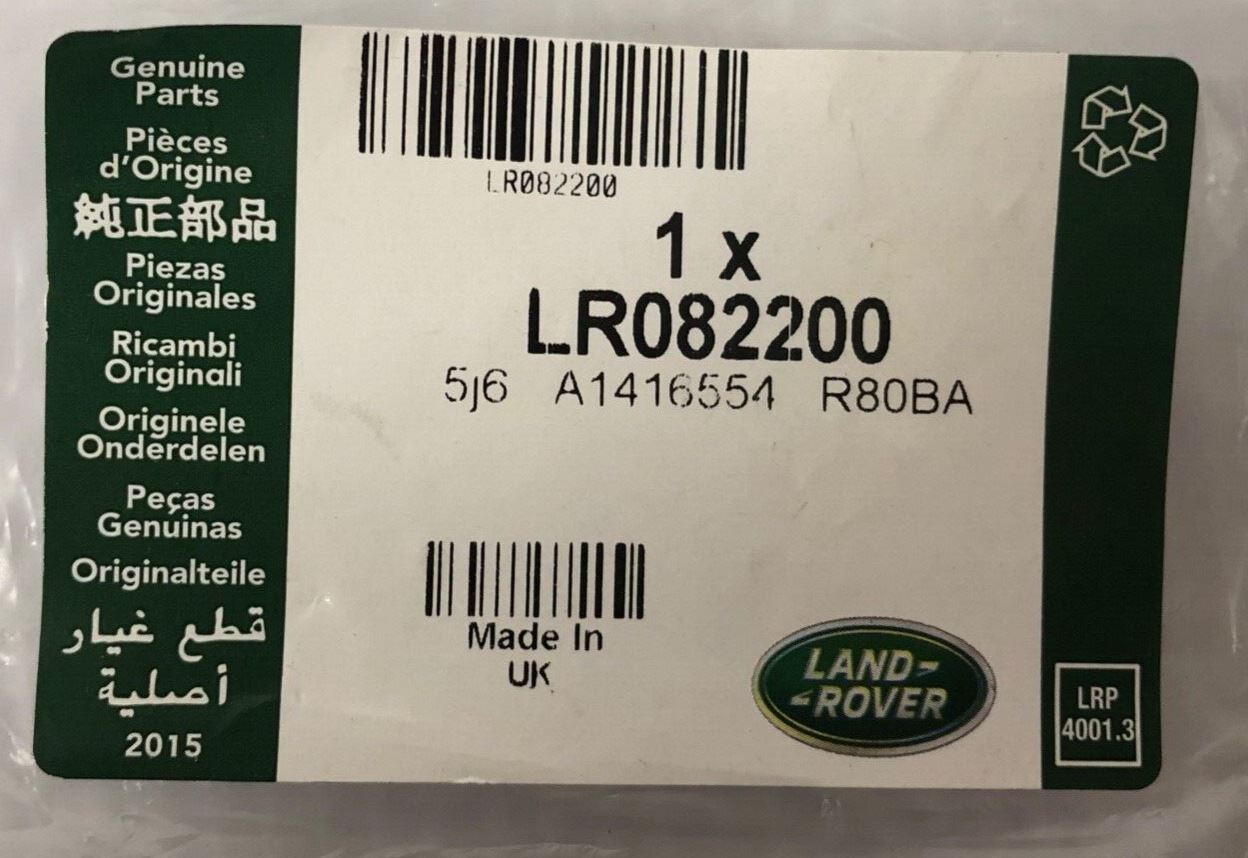 Genuine
Parts
Pièces
d'Origine
純正部品
Piezas
Originales
Ricambi
Originali
Originele
Onderdelen
Peças
Genuinas
Originalteile
قطع غيار
أصلية
2015
LR082200
1 x
LR082200
5j6 A1416554 R80BA
Made In
UK
LAND-
-ROVER
LRP
4001.3